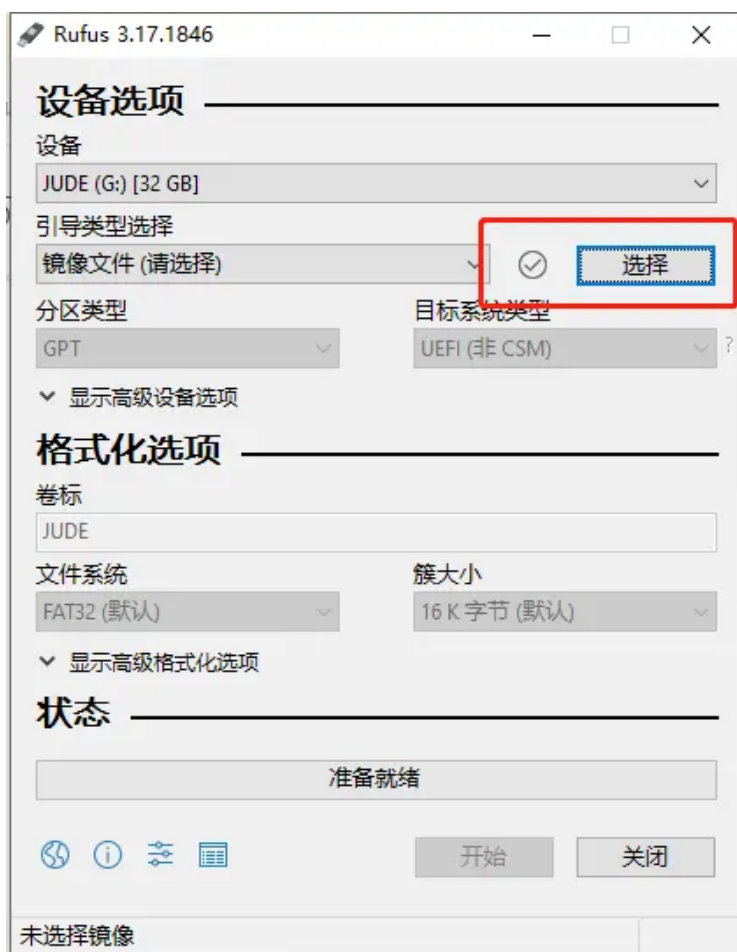 Rufus 3.17.1846
设备选项
设备
JUDE (G:) [32 GB]
引导类型选择
镜像文件 (请选择)
选择
分区类型
目标系统类型
GPT
UEFI (非 CSM)
?
显示高级设备选项
格式化选项
卷标
JUDE
文件系统
簇大小
FAT32 (默认)
16 K 字节 (默认)
显示高级格式化选项
状态
准备就绪
开始
关闭
未选择镜像